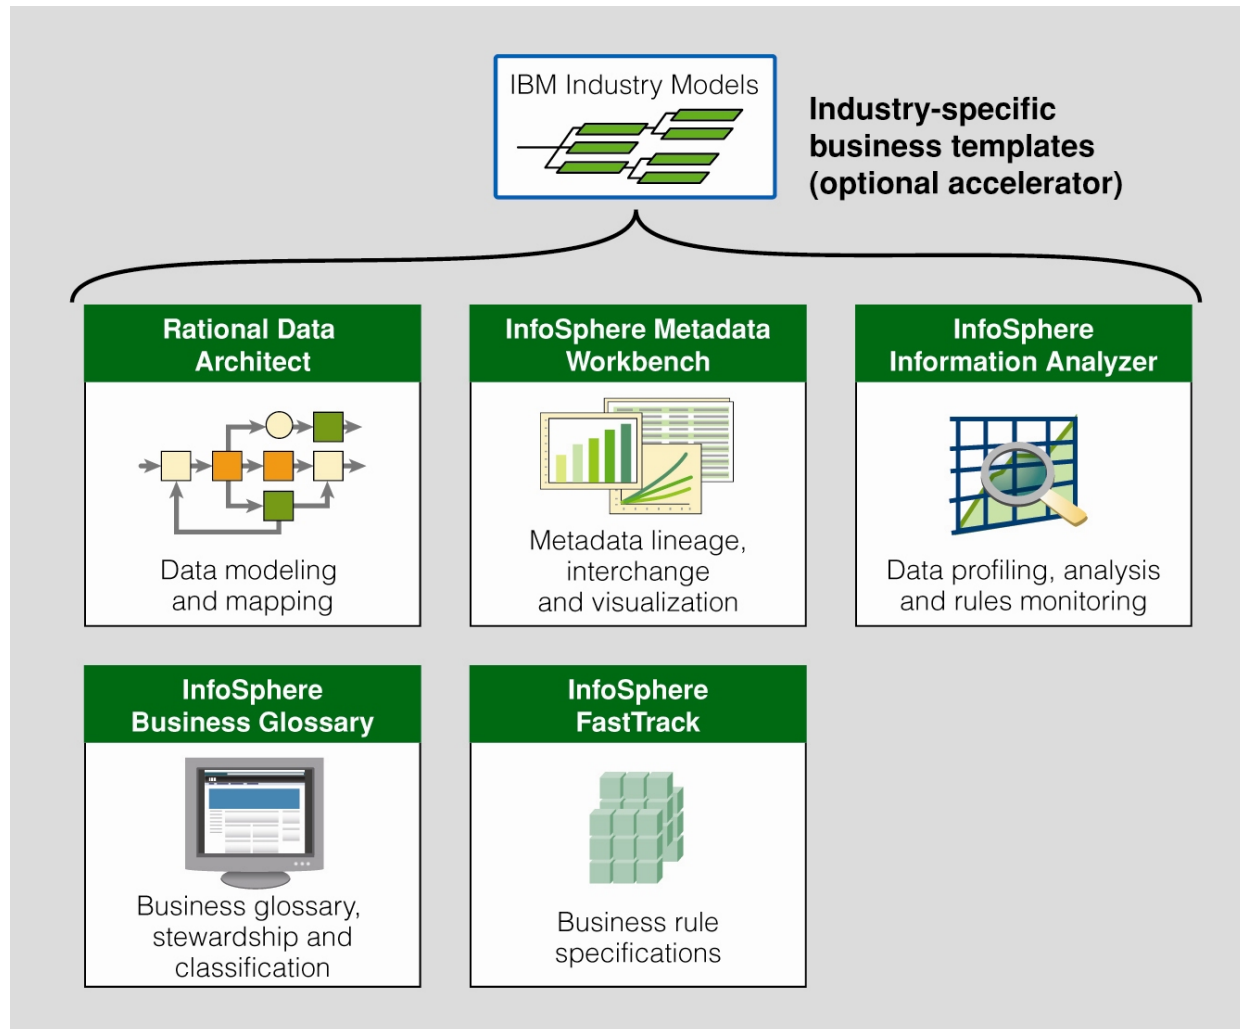 IBM Industry Models
Industry-specific
business templates
(optional accelerator)
Rational Data
Architect
Data modeling
and mapping
InfoSphere Metadata
Workbench
Metadata lineage,
interchange
and visualization
InfoSphere
Information Analyzer
Data profiling, analysis
and rules monitoring
InfoSphere
Business Glossary
Business glossary,
stewardship and
classification
InfoSphere
FastTrack
Business rule
specifications